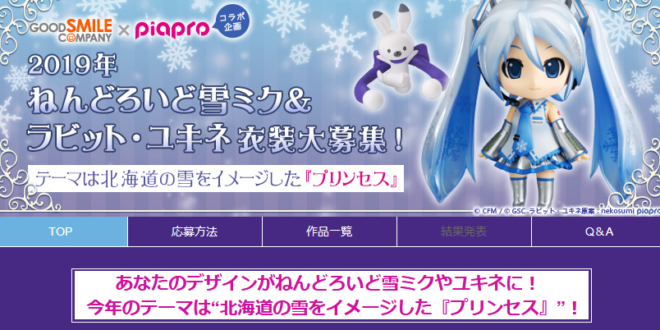 GOODSMILE COMPANY × piapro コラボ企画
2019年
ねんどろいど雪ミク&
ラビット・ユキネ衣装大募集!
テーマは北海道の雪をイメージした『プリンセス』
© CFM / © GSC ラビット・ユキネ原案:nekosumi piapro
TOP 応募方法 作品一覧 結果発表 Q&A
あなたのデザインがねんどろいど雪ミクやユキネに!
今年のテーマは“北海道の雪をイメージした『プリンセス』”!